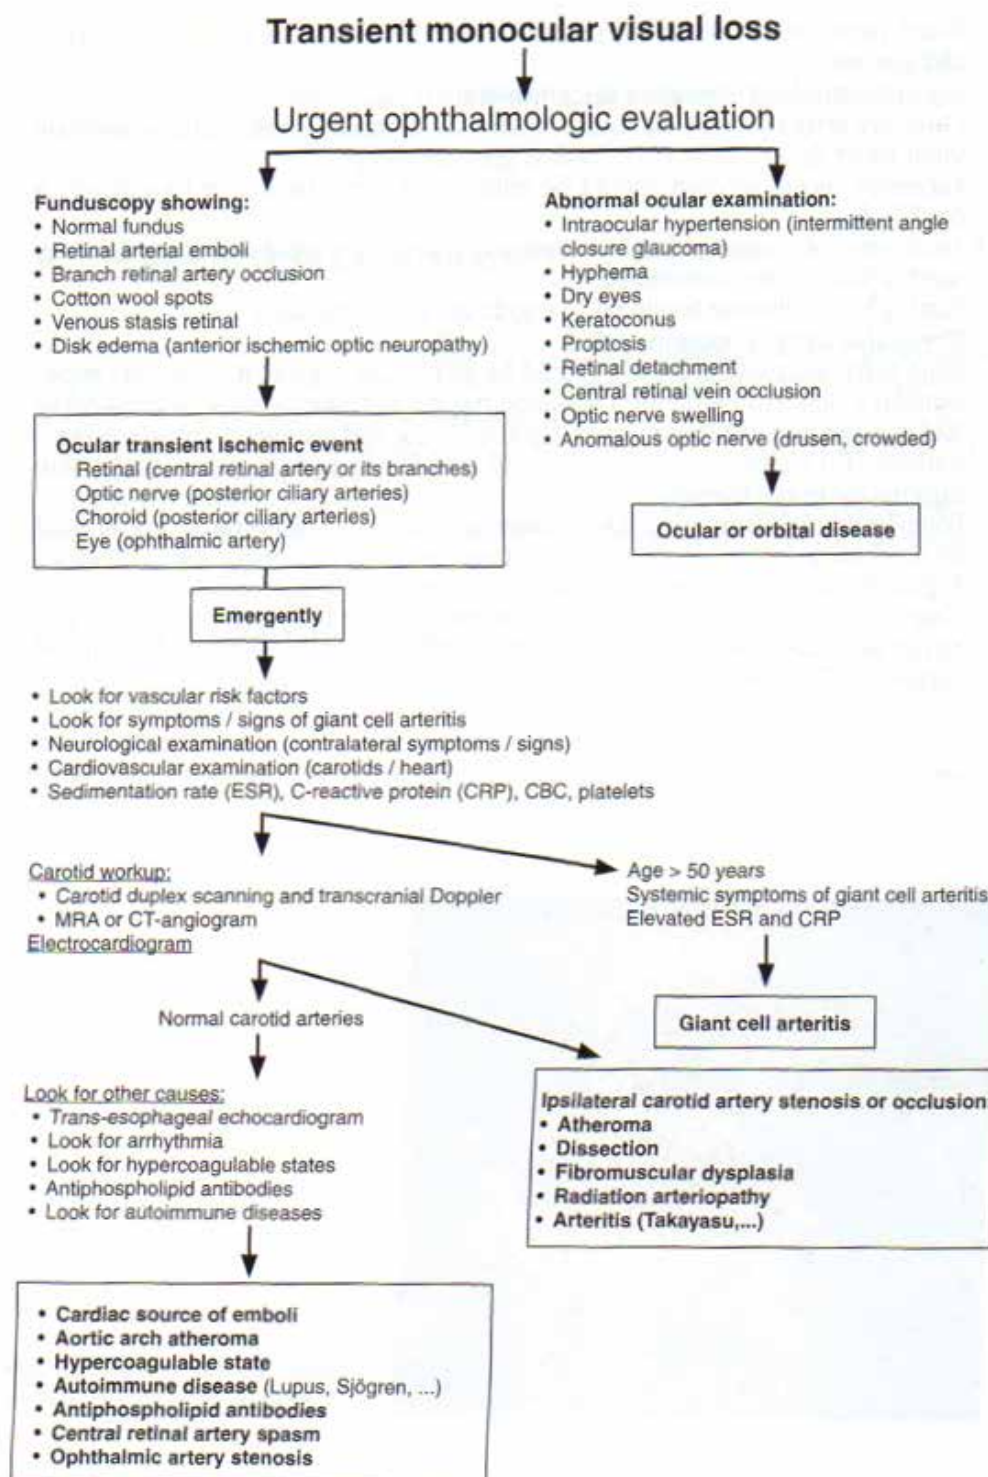 Transient monocular visual loss
Urgent ophthalmologic evaluation
Funduscopy showing:
• Normal fundus
• Retinal arterial emboli
• Branch retinal artery occlusion
• Cotton wool spots
• Venous stasis retinal
• Disk edema (anterior ischemic optic neuropathy)
Abnormal ocular examination:
• Intraocular hypertension (intermittent angle
closure glaucoma)
• Hyphema
• Dry eyes
• Keratoconus
• Proptosis
• Retinal detachment
• Central retinal vein occlusion
• Optic nerve swelling
• Anomalous optic nerve (drusen, crowded)
Ocular transient Ischemic event
Retinal (central retinal artery or its branches)
Optic nerve (posterior ciliary arteries)
Choroid (posterior ciliary arteries)
Eye (ophthalmic artery)
Ocular or orbital disease
Emergently
• Look for vascular risk factors
• Look for symptoms / signs of giant cell arteritis
• Neurological examination (contralateral symptoms / signs)
• Cardiovascular examination (carotids / heart)
• Sedimentation rate (ESR), C-reactive protein (CRP), CBC, platelets
Carotid workup:
• Carotid duplex scanning and transcranial Doppler
• MRA or CT-angiogram
Electrocardiogram
Age > 50 years
Systemic symptoms of giant cell arteritis
Elevated ESR and CRP
Giant cell arteritis
Normal carotid arteries
Look for other causes:
• Trans-esophageal echocardiogram
• Look for arrhythmia
• Look for hypercoagulable states
• Antiphospholipid antibodies
• Look for autoimmune diseases
Ipsilateral carotid artery stenosis or occlusion
• Atheroma
• Dissection
• Fibromuscular dysplasia
• Radiation arteriopathy
• Arteritis (Takayasu,...)
• Cardiac source of emboli
• Aortic arch atheroma
• Hypercoagulable state
• Autoimmune disease (Lupus, Sjögren, ...)
• Antiphospholipid antibodies
• Central retinal artery spasm
• Ophthalmic artery stenosis